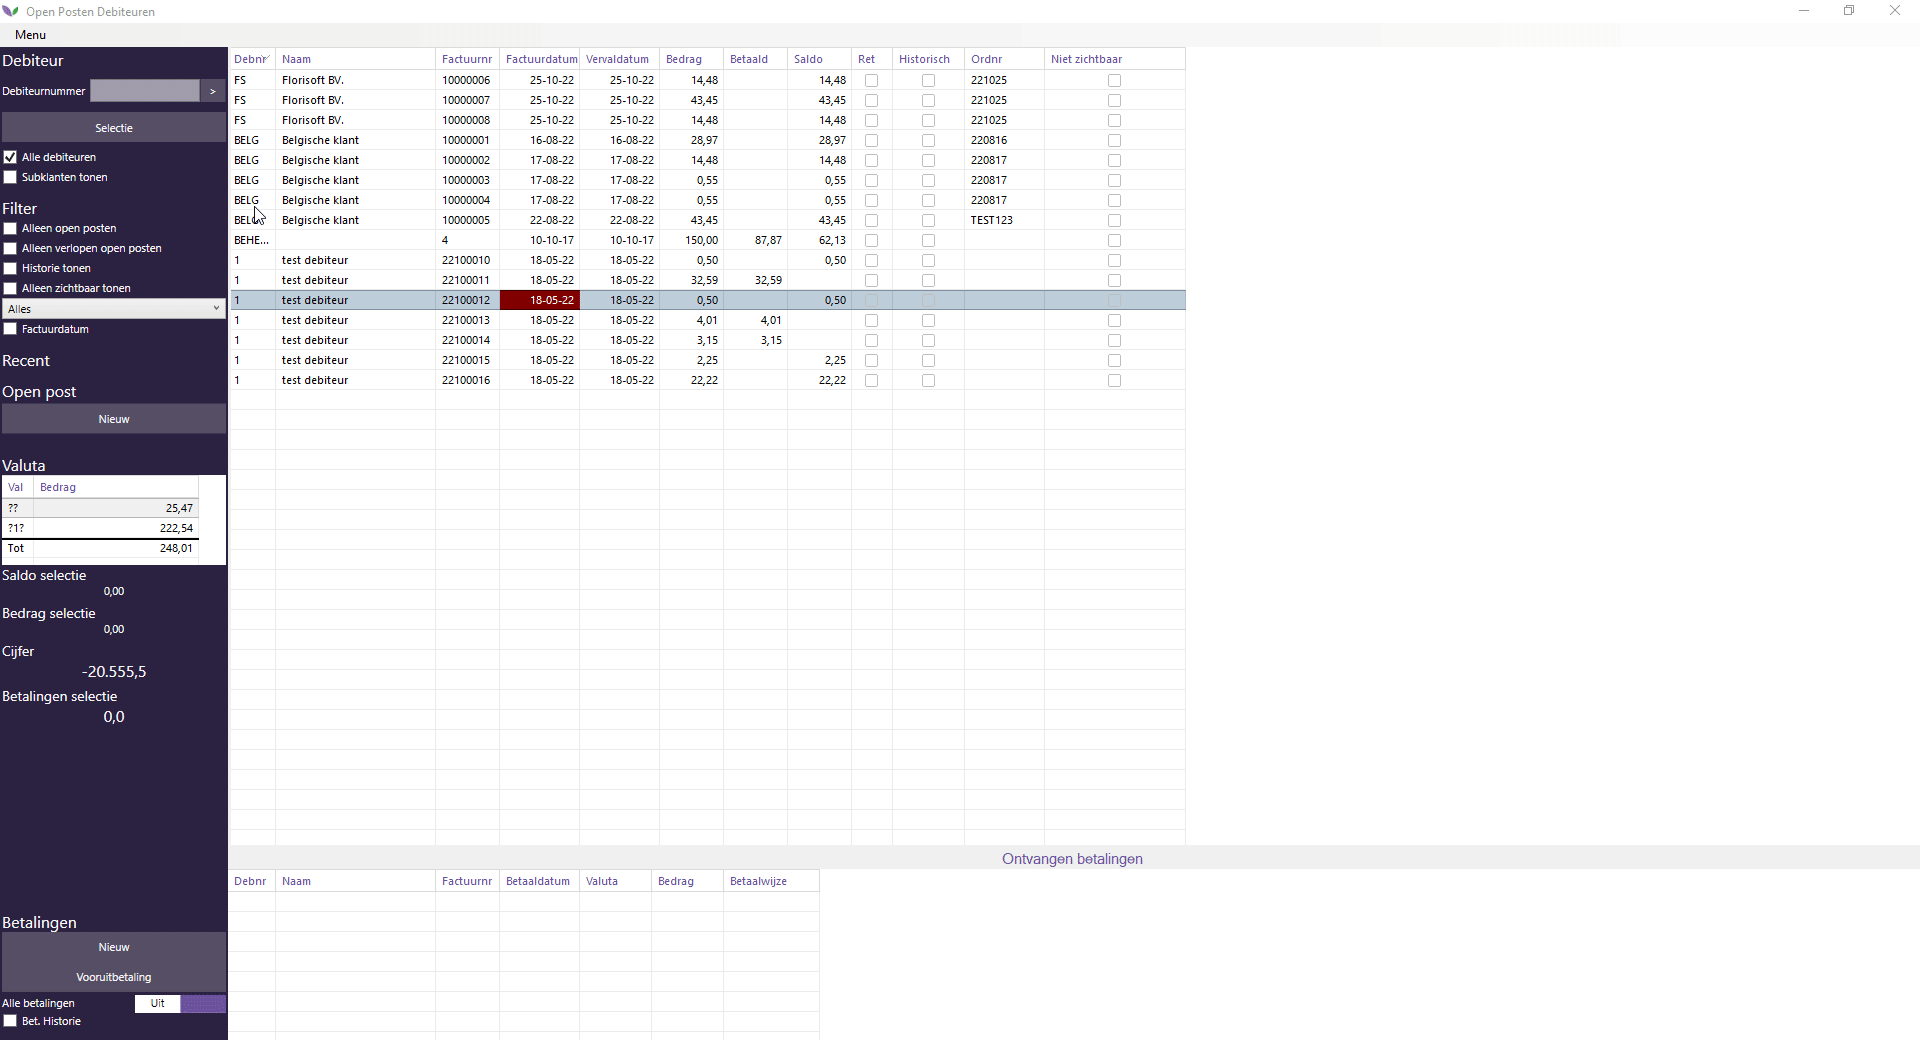 Open Posten Debiteuren
Menu
Debiteur
Debiteurnummer >
Selectie
Alle debiteuren
Subklanten tonen
Filter
Alleen open posten
Alleen verlopen open posten
Historie tonen
Alleen zichtbaar tonen
Alles
Factuurdatum
Recent
Open post
Nieuw
Valuta
Val Bedrag
?? 25,47
?1? 222,54
Tot 248,01
Saldo selectie
0,00
Bedrag selectie
0,00
Cijfer
-20.555,5
Betalingen selectie
0,0
Betalingen
Nieuw
Vooruitbetaling
Alle betalingen Uit
Bet. Historie
Debnr Naam Factuurnr Factuurdatum Vervaldatum Bedrag Betaald Saldo Ret Historisch Ordnr Niet zichtbaar
FS Florisoft BV. 10000006 25-10-22 25-10-22 14,48 14,48 221025
FS Florisoft BV. 10000007 25-10-22 25-10-22 43,45 43,45 221025
FS Florisoft BV. 10000008 25-10-22 25-10-22 14,48 14,48 221025
BELG Belgische klant 10000001 16-08-22 16-08-22 28,97 28,97 220816
BELG Belgische klant 10000002 17-08-22 17-08-22 14,48 14,48 220817
BELG Belgische klant 10000003 17-08-22 17-08-22 0,55 0,55 220817
BELG Belgische klant 10000004 17-08-22 17-08-22 0,55 0,55 220817
BELG Belgische klant 10000005 22-08-22 22-08-22 43,45 43,45 TEST123
BEHE... 4 10-10-17 10-10-17 150,00 87,87 62,13
1 test debiteur 22100010 18-05-22 18-05-22 0,50 0,50
1 test debiteur 22100011 18-05-22 18-05-22 32,59 32,59
1 test debiteur 22100012 18-05-22 18-05-22 0,50 0,50
1 test debiteur 22100013 18-05-22 18-05-22 4,01 4,01
1 test debiteur 22100014 18-05-22 18-05-22 3,15 3,15
1 test debiteur 22100015 18-05-22 18-05-22 2,25 2,25
1 test debiteur 22100016 18-05-22 18-05-22 22,22 22,22
Ontvangen betalingen
Debnr Naam Factuurnr Betaaldatum Valuta Bedrag Betaalwijze